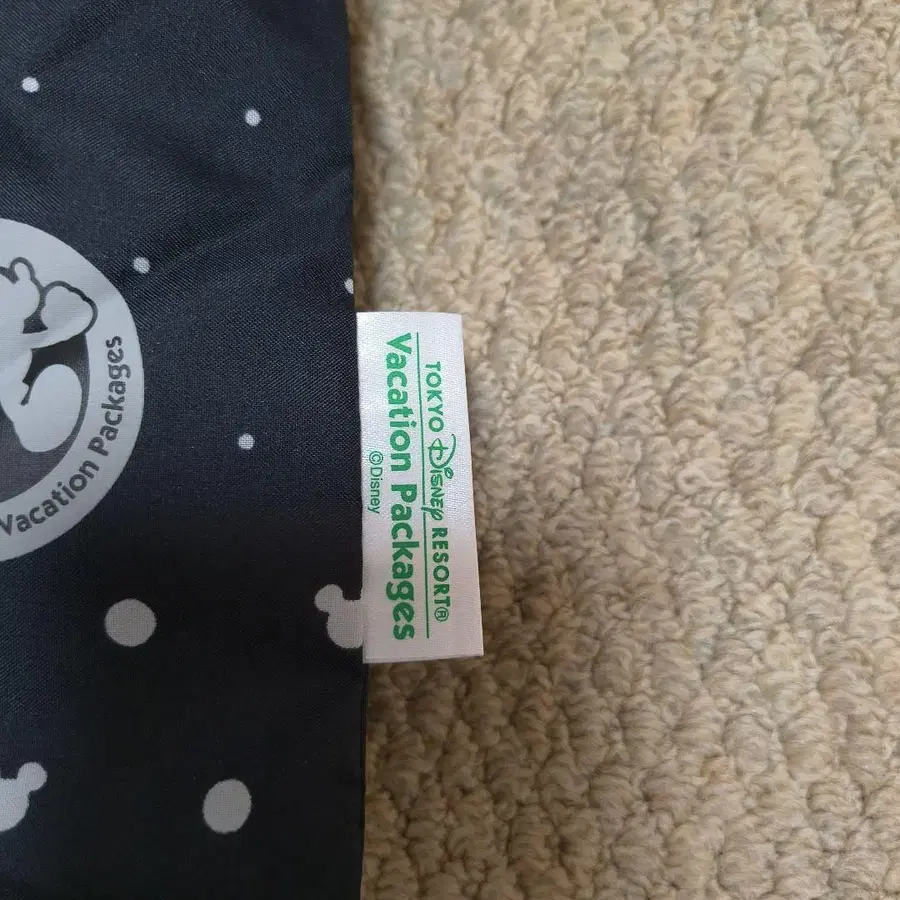 Vacation Packages
TOKYO DISNEY RESORT®
Vacation Packages
©Disney